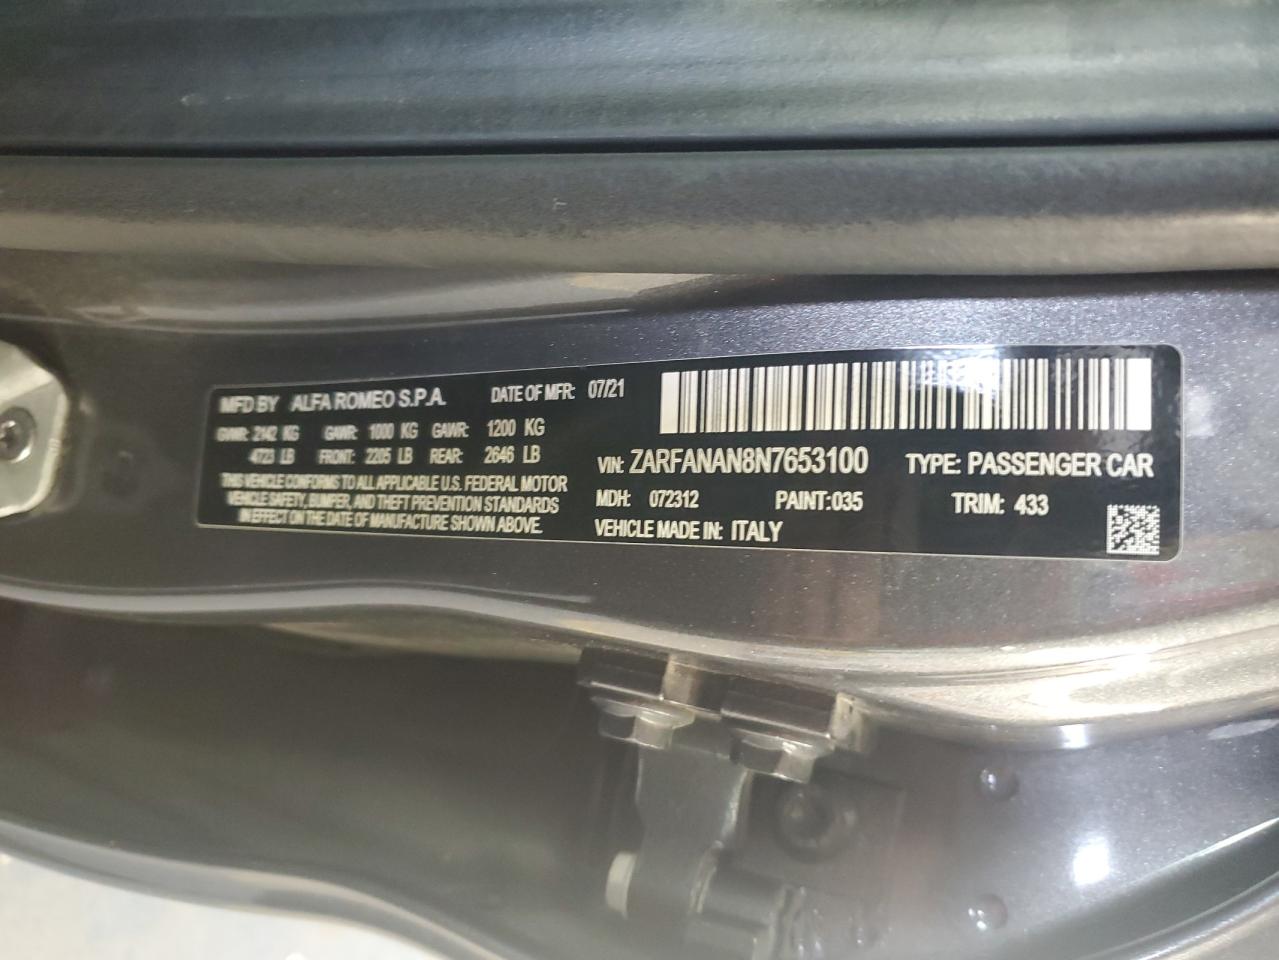 MFD BY ALFA ROMEO S.P.A. DATE OF MFR: 07/21
GVWR: 2142 KG GAWR: 1000 KG GAWR: 1200 KG
4723 LB FRONT: 2205 LB REAR: 2646 LB
THIS VEHICLE CONFORMS TO ALL APPLICABLE U.S. FEDERAL MOTOR
VEHICLE SAFETY, BUMPER, AND THEFT PREVENTION STANDARDS
IN EFFECT ON THE DATE OF MANUFACTURE SHOWN ABOVE.
VIN: ZARFANAN8N7653100 TYPE: PASSENGER CAR
MDH: 072312 PAINT:035 TRIM: 433
VEHICLE MADE IN: ITALY